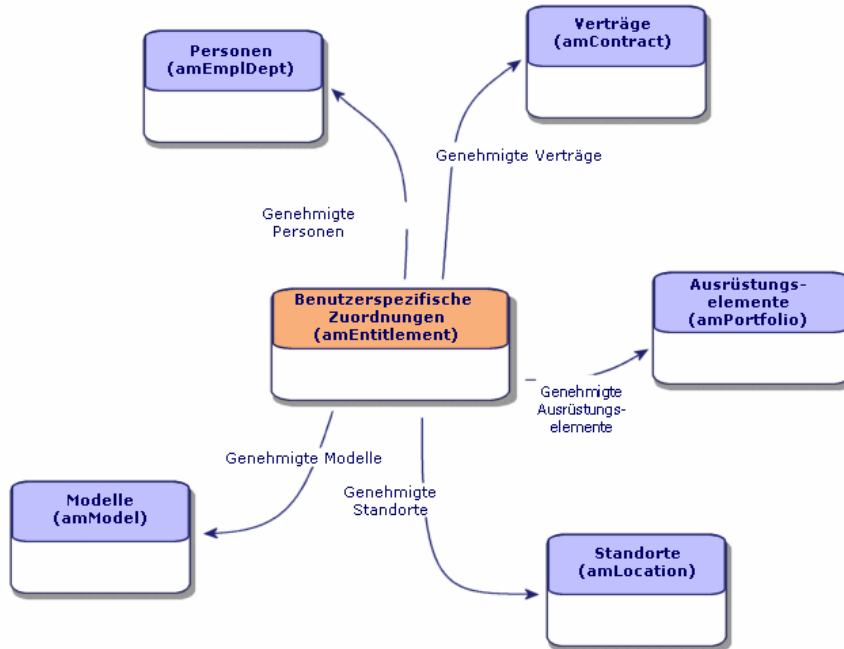 Personen
(amEmplDept)
Verträge
(amContract)
Genehmigte Verträge
Genehmigte
Personen
Benutzerspezifische
Zuordnungen
(amEntitlement)
Ausrüstungs-
elemente
(amPortfolio)
Genehmigte
Ausrüstungs-
elemente
Genehmigte Modelle
Genehmigte
Standorte
Modelle
(amModel)
Standorte
(amLocation)